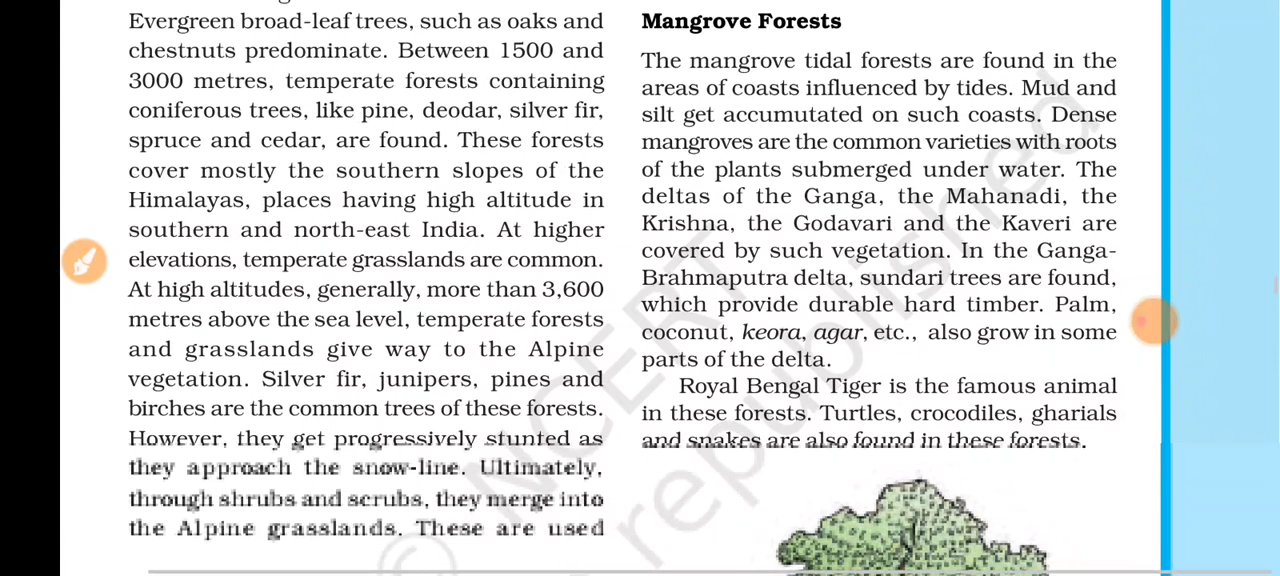 Evergreen broad-leaf trees, such as oaks and
chestnuts predominate. Between 1500 and
3000 metres, temperate forests containing
coniferous trees, like pine, deodar, silver fir,
spruce and cedar, are found. These forests
cover mostly the southern slopes of the
Himalayas, places having high altitude in
southern and north-east India. At higher
elevations, temperate grasslands are common.
At high altitudes, generally, more than 3,600
metres above the sea level, temperate forests
and grasslands give way to the Alpine
vegetation. Silver fir, junipers, pines and
birches are the common trees of these forests.
However, they get progressively stunted as
they approach the snow-line. Ultimately,
through shrubs and scrubs, they merge into
the Alpine grasslands. These are used
Mangrove Forests
The mangrove tidal forests are found in the
areas of coasts influenced by tides. Mud and
silt get accumutated on such coasts. Dense
mangroves are the common varieties with roots
of the plants submerged under water. The
deltas of the Ganga, the Mahanadi, the
Krishna, the Godavari and the Kaveri are
covered by such vegetation. In the Ganga-
Brahmaputra delta, sundari trees are found,
which provide durable hard timber. Palm,
coconut, keora, agar, etc., also grow in some
parts of the delta.
Royal Bengal Tiger is the famous animal
in these forests. Turtles, crocodiles, gharials
and snakes are also found in these forests.
© NCERT
republished